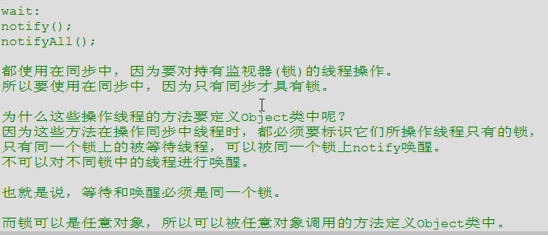 wait:
notify();
notifyAll();
都使用在同步中，因为要对持有监视器(锁)的线程操作。
所以要使用在同步中，因为只有同步才具有锁。
为什么这些操作线程的方法要定义Object类中呢？
因为这些方法在操作同步中线程时，都必须要标识它们所操作线程只有的锁，
只有同一个锁上的被等待线程，可以被同一个锁上notify唤醒。
不可以对不同锁中的线程进行唤醒。
也就是说，等待和唤醒必须是同一个锁。
而锁可以是任意对象，所以可以被任意对象调用的方法定义Object类中。